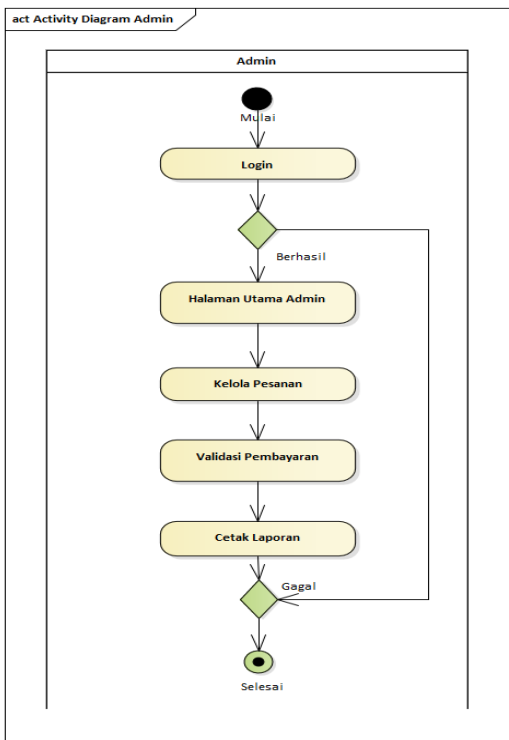 act Activity Diagram Admin
Admin
Mulai
Login
Berhasil
Halaman Utama Admin
Kelola Pesanan
Validasi Pembayaran
Cetak Laporan
Gagal
Selesai